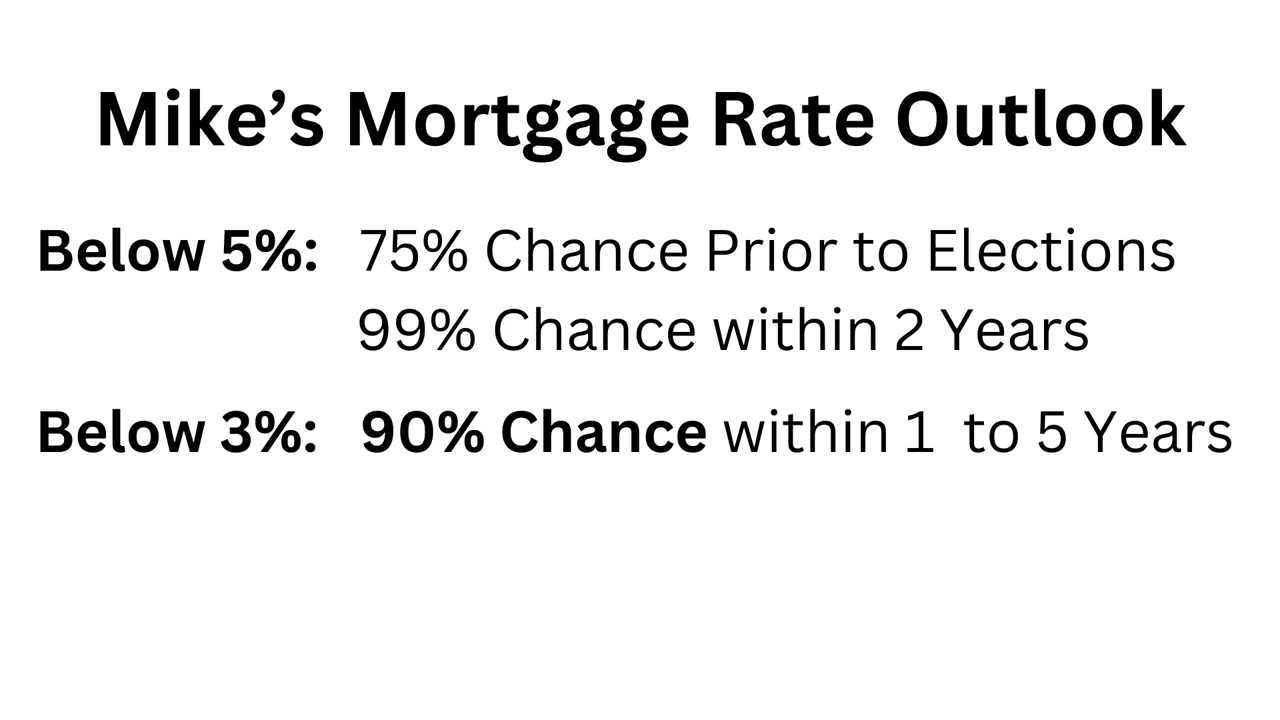 Mike’s Mortgage Rate Outlook
Below 5%: 75% Chance Prior to Elections
99% Chance within 2 Years
Below 3%: 90% Chance within 1 to 5 Years